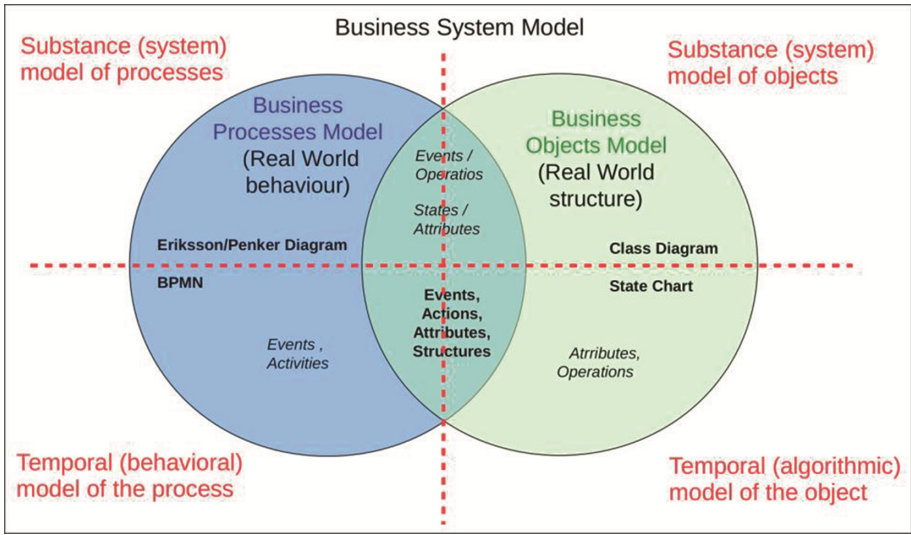 Business System Model
Substance (system)
model of processes
Substance (system)
model of objects
Business
Processes Model
(Real World
behaviour)
Events /
Operatios
States /
Attributes
Business
Objects Model
(Real World
structure)
Eriksson/Penker Diagram
Class Diagram
BPMN
State Chart
Events,
Actions,
Attributes,
Structures
Events ,
Activities
Atrributes,
Operations
Temporal (behavioral)
model of the process
Temporal (algorithmic)
model of the object